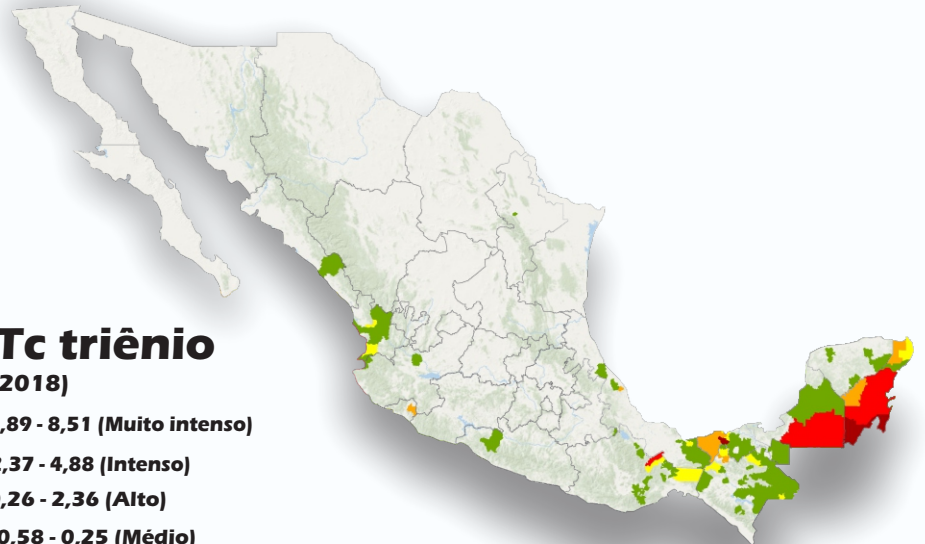 Tc triênio
2018)
,89 - 8,51 (Muito intenso)
2,37 - 4,88 (Intenso)
,26 - 2,36 (Alto)
0,58 - 0,25 (Médio)